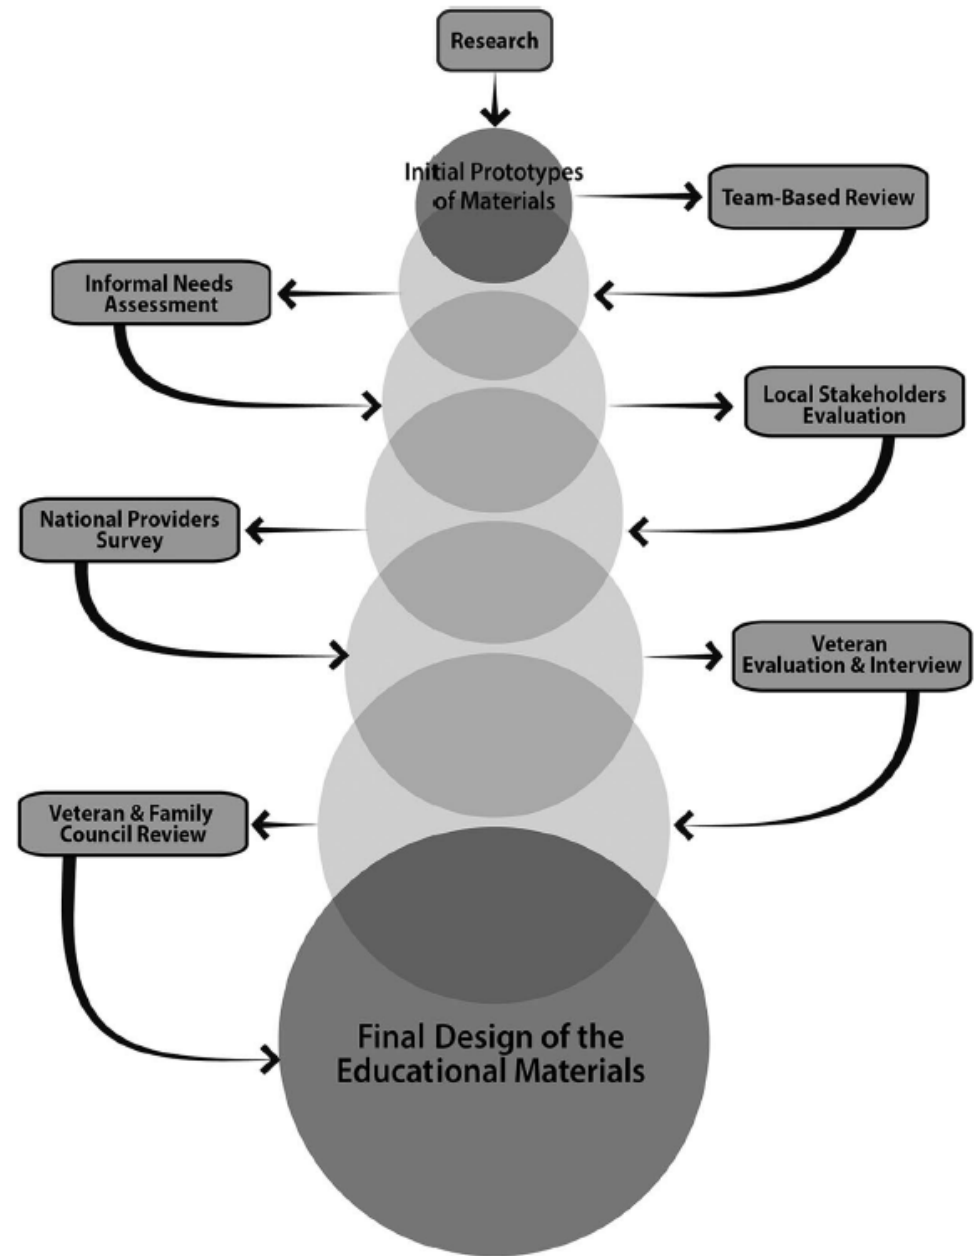 Research
Initial Prototypes
of Materials
Team-Based Review
Informal Needs
Assessment
Local Stakeholders
Evaluation
National Providers
Survey
Veteran
Evaluation & Interview
Veteran & Family
Council Review
Final Design of the
Educational Materials